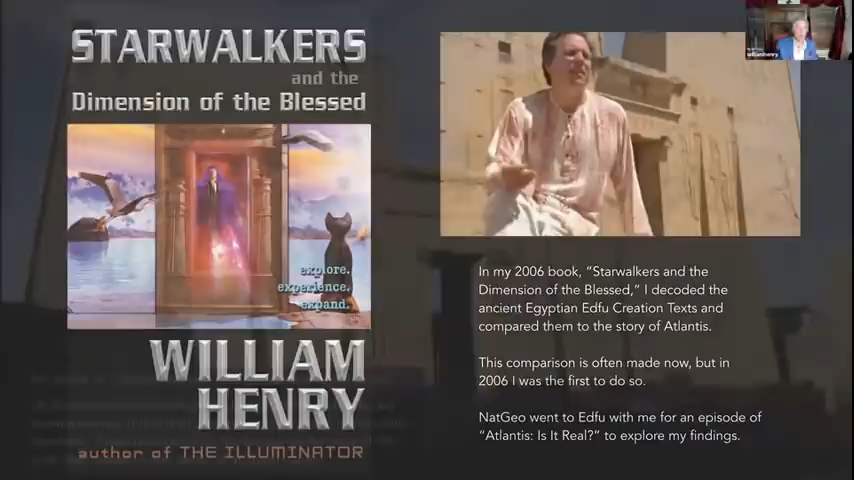 STARWALKERS
and the
Dimension of the Blessed
explore.
experience.
expand.
WILLIAM
HENRY
author of THE ILLUMINATOR
williamhenry
In my 2006 book, “Starwalkers and the
Dimension of the Blessed,” I decoded the
ancient Egyptian Edfu Creation Texts and
compared them to the story of Atlantis.
This comparison is often made now, but in
2006 I was the first to do so.
NatGeo went to Edfu with me for an episode of
“Atlantis: Is It Real?” to explore my findings.